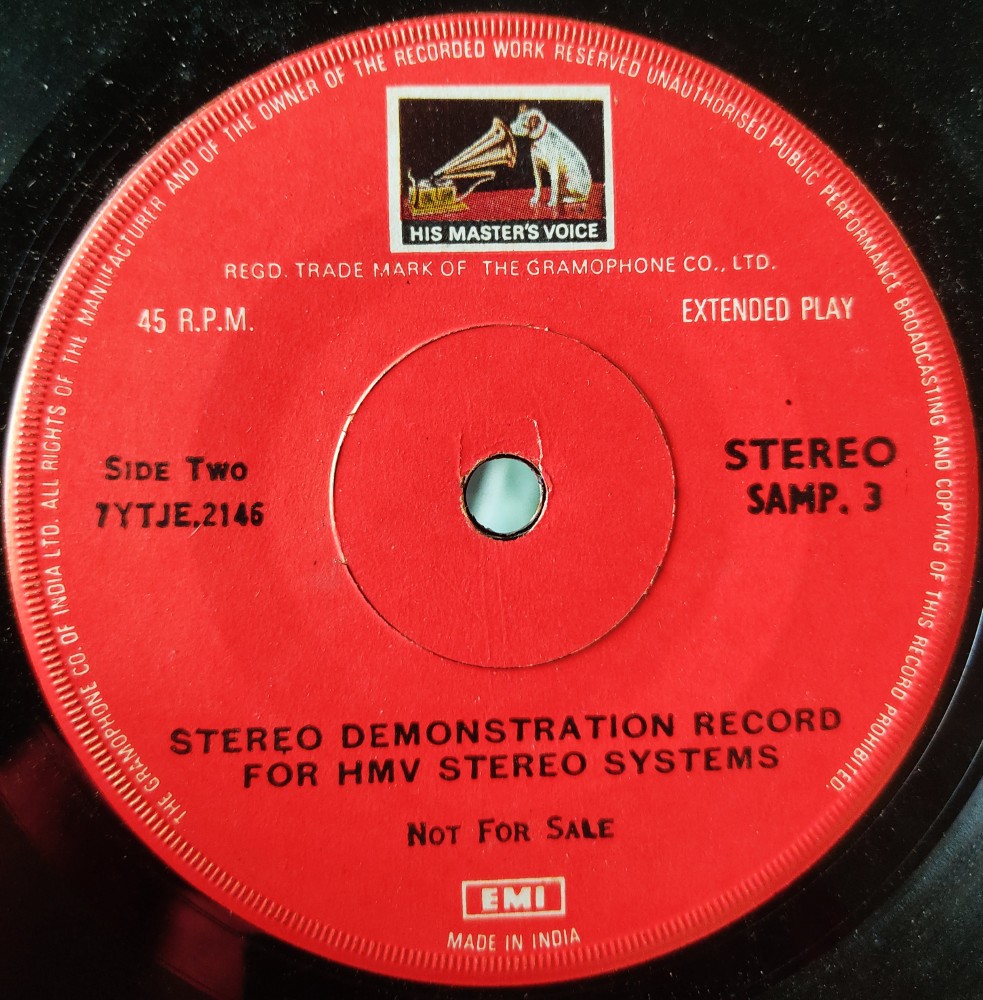 THE GRAMOPHONE CO. OF INDIA LTD. ALL RIGHTS OF THE MANUFACTURER AND OF THE OWNER OF THE RECORDED WORK RESERVED UNAUTHORISED PUBLIC PERFORMANCE BROADCASTING AND COPYING OF THIS RECORD PROHIBITED.
HIS MASTER'S VOICE
REGD. TRADE MARK OF THE GRAMOPHONE CO., LTD.
45 R.P.M.
EXTENDED PLAY
SIDE TWO
7YTJE.2146
STEREO
SAMP. 3
STEREO DEMONSTRATION RECORD
FOR HMV STEREO SYSTEMS
NOT FOR SALE
EMI
MADE IN INDIA